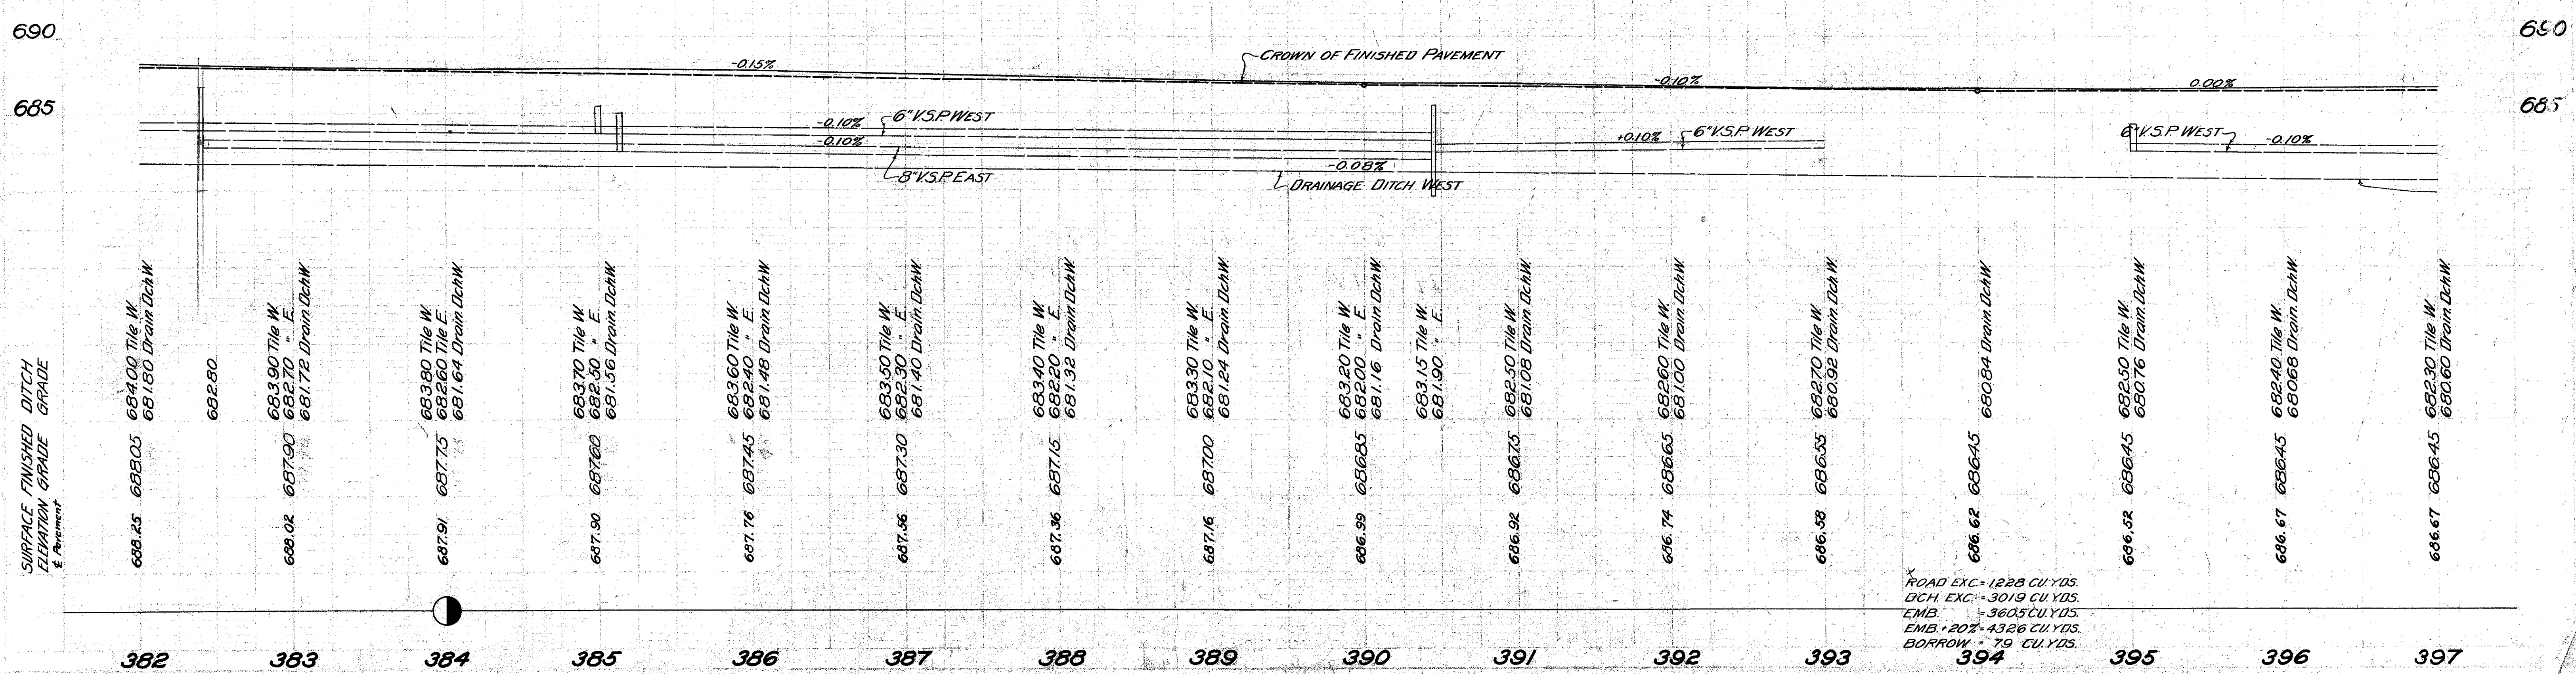 690
690
685
685
-0.15%
CROWN OF FINISHED PAVEMENT
-0.10%
0.00%
-0.10%
6" V.S.P. WEST
-0.10%
8" V.S.P. EAST
-0.08%
DRAINAGE DITCH WEST
+0.10%
6" V.S.P. WEST
6" V.S.P. WEST
-0.10%
SURFACE FINISHED DITCH
ELEVATION GRADE GRADE
₵ Pavement
688.25 688.05 684.00 Tile W.
681.80 Drain Dch W.
682.80
688.02 687.90 683.90 Tile W.
682.70 " E.
681.72 Drain Dch W.
687.91 687.75 683.80 Tile W.
682.60 Tile E.
681.64 Drain Dch W.
687.90 687.60 683.70 Tile W.
682.50 " E.
681.56 Drain Dch W.
687.76 687.45 683.60 Tile W.
682.40 " E.
681.48 Drain Dch W.
687.56 687.30 683.50 Tile W.
682.30 " E.
681.40 Drain Dch W.
687.36 687.15 683.40 Tile W.
682.20 " E.
681.32 Drain Dch W.
687.16 687.00 683.30 Tile W.
682.10 " E.
681.24 Drain Dch W.
686.99 686.85 683.20 Tile W.
682.00 " E.
681.16 Drain Dch W.
683.15 Tile W.
681.90 " E.
686.92 686.75 682.50 Tile W.
681.08 Drain Dch W.
686.74 686.65 682.60 Tile W.
681.00 Drain Dch W.
686.58 686.55 682.70 Tile W.
680.92 Drain Dch W.
686.62 686.45 680.84 Drain Dch W.
686.52 686.45 682.50 Tile W.
680.76 Drain Dch W.
686.67 686.45 682.40 Tile W.
680.68 Drain Dch W.
686.67 686.45 682.30 Tile W.
680.60 Drain Dch W.
ROAD EXC = 1228 CU. YDS.
DCH. EXC. = 3019 CU. YDS.
EMB. = 3605 CU. YDS.
EMB. + 20% = 4326 CU. YDS.
BORROW = 79 CU. YDS.
382 383 384 385 386 387 388 389 390 391 392 393 394 395 396 397